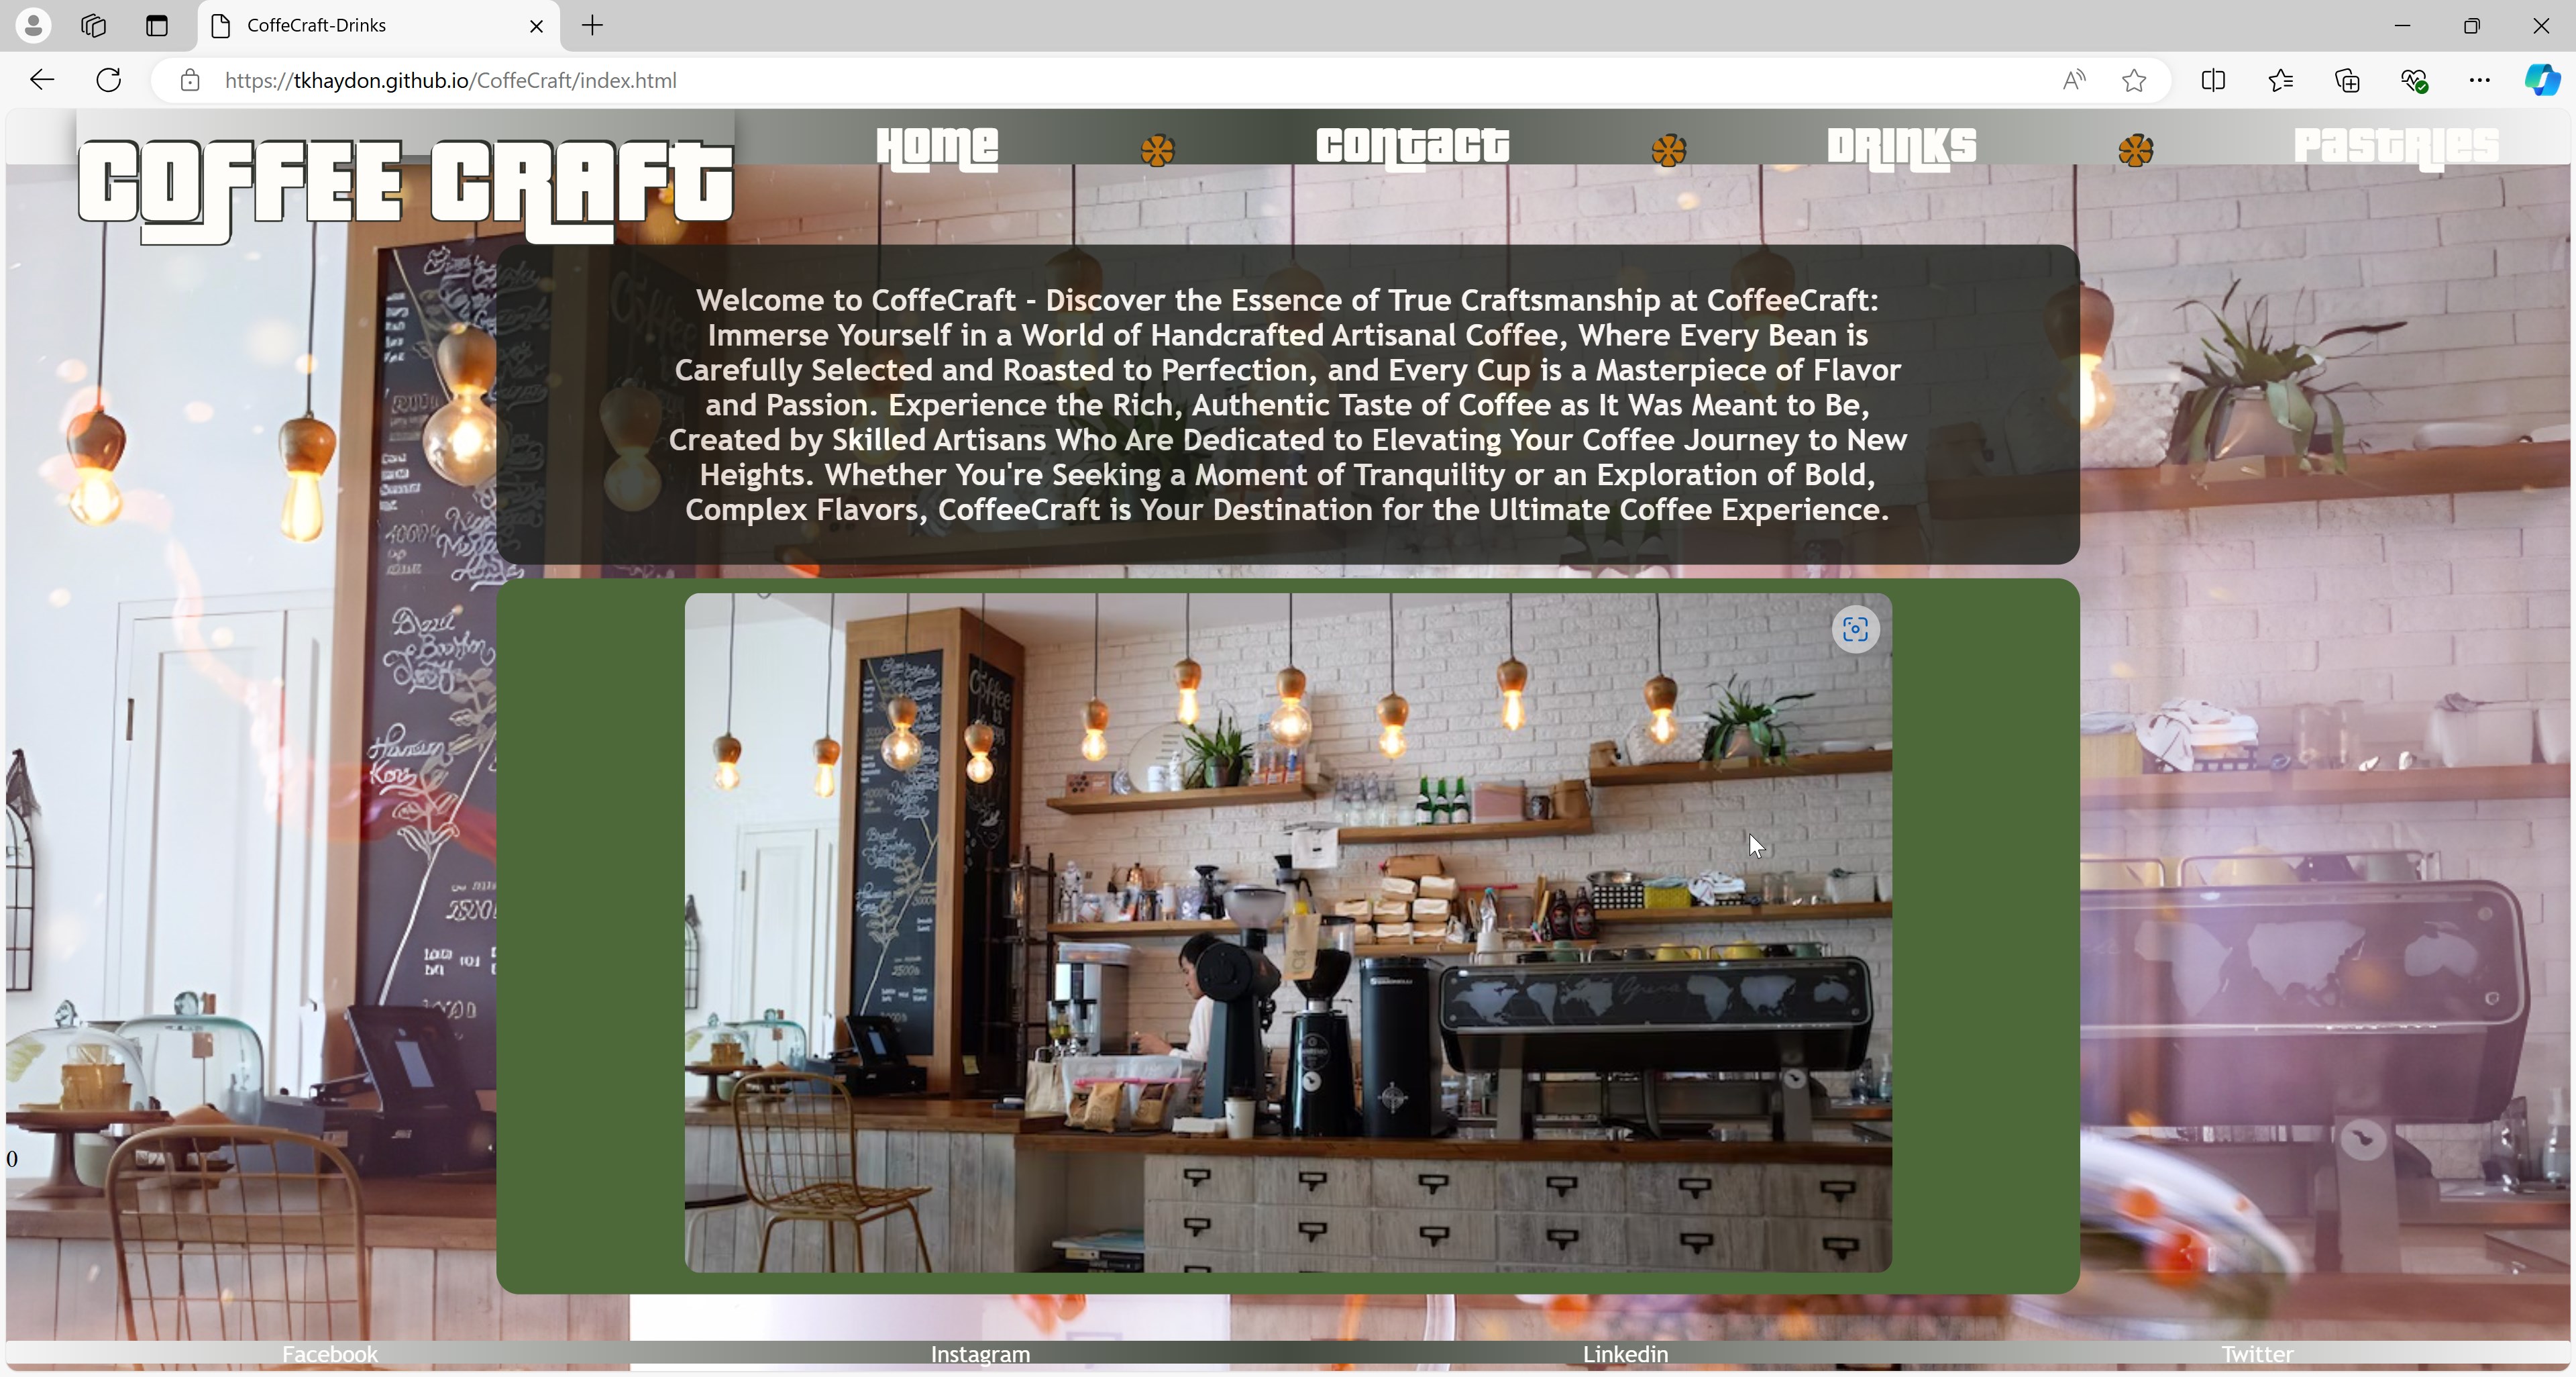 CoffeCraft-Drinks
https://tkhaydon.github.io/CoffeCraft/index.html
COFFEE CRAFT
HOME
CONTACT
DRINKS
PASTRIES
Welcome to CoffeCraft - Discover the Essence of True Craftsmanship at CoffeeCraft:
Immerse Yourself in a World of Handcrafted Artisanal Coffee, Where Every Bean is
Carefully Selected and Roasted to Perfection, and Every Cup is a Masterpiece of Flavor
and Passion. Experience the Rich, Authentic Taste of Coffee as It Was Meant to Be,
Created by Skilled Artisans Who Are Dedicated to Elevating Your Coffee Journey to New
Heights. Whether You're Seeking a Moment of Tranquility or an Exploration of Bold,
Complex Flavors, CoffeeCraft is Your Destination for the Ultimate Coffee Experience.
Coffee
is
Brazil
Bourbon
2500
0
Facebook
Instagram
Linkedin
Twitter